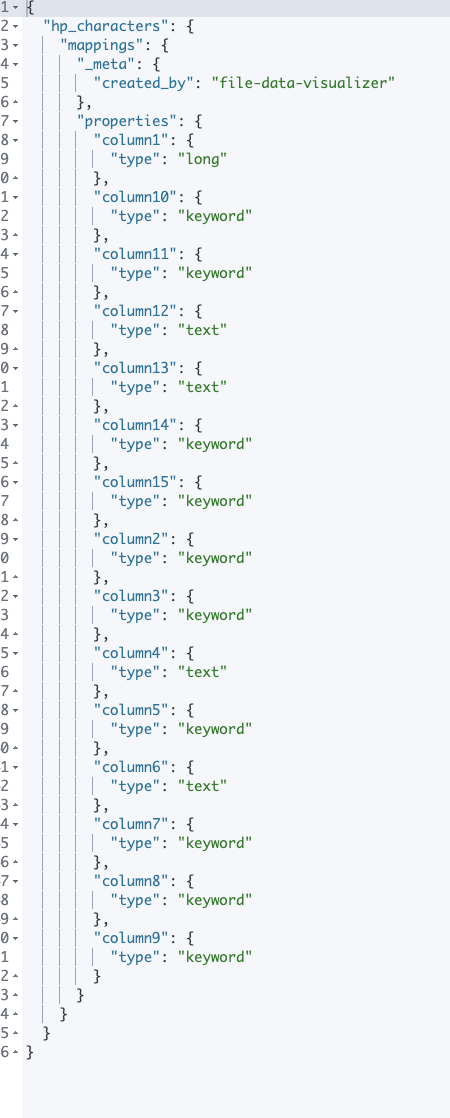 1 {
2 "hp_characters": {
3 "mappings": {
4 "_meta": {
5 "created_by": "file-data-visualizer"
6 },
7 "properties": {
8 "column1": {
9 "type": "long"
0 },
1 "column10": {
2 "type": "keyword"
3 },
4 "column11": {
5 "type": "keyword"
6 },
7 "column12": {
8 "type": "text"
9 },
0 "column13": {
1 "type": "text"
2 },
3 "column14": {
4 "type": "keyword"
5 },
6 "column15": {
7 "type": "keyword"
8 },
9 "column2": {
0 "type": "keyword"
1 },
2 "column3": {
3 "type": "keyword"
4 },
5 "column4": {
6 "type": "text"
7 },
8 "column5": {
9 "type": "keyword"
0 },
1 "column6": {
2 "type": "text"
3 },
4 "column7": {
5 "type": "keyword"
6 },
7 "column8": {
8 "type": "keyword"
9 },
0 "column9": {
1 "type": "keyword"
2 }
3 }
4 }
5 }
6 }